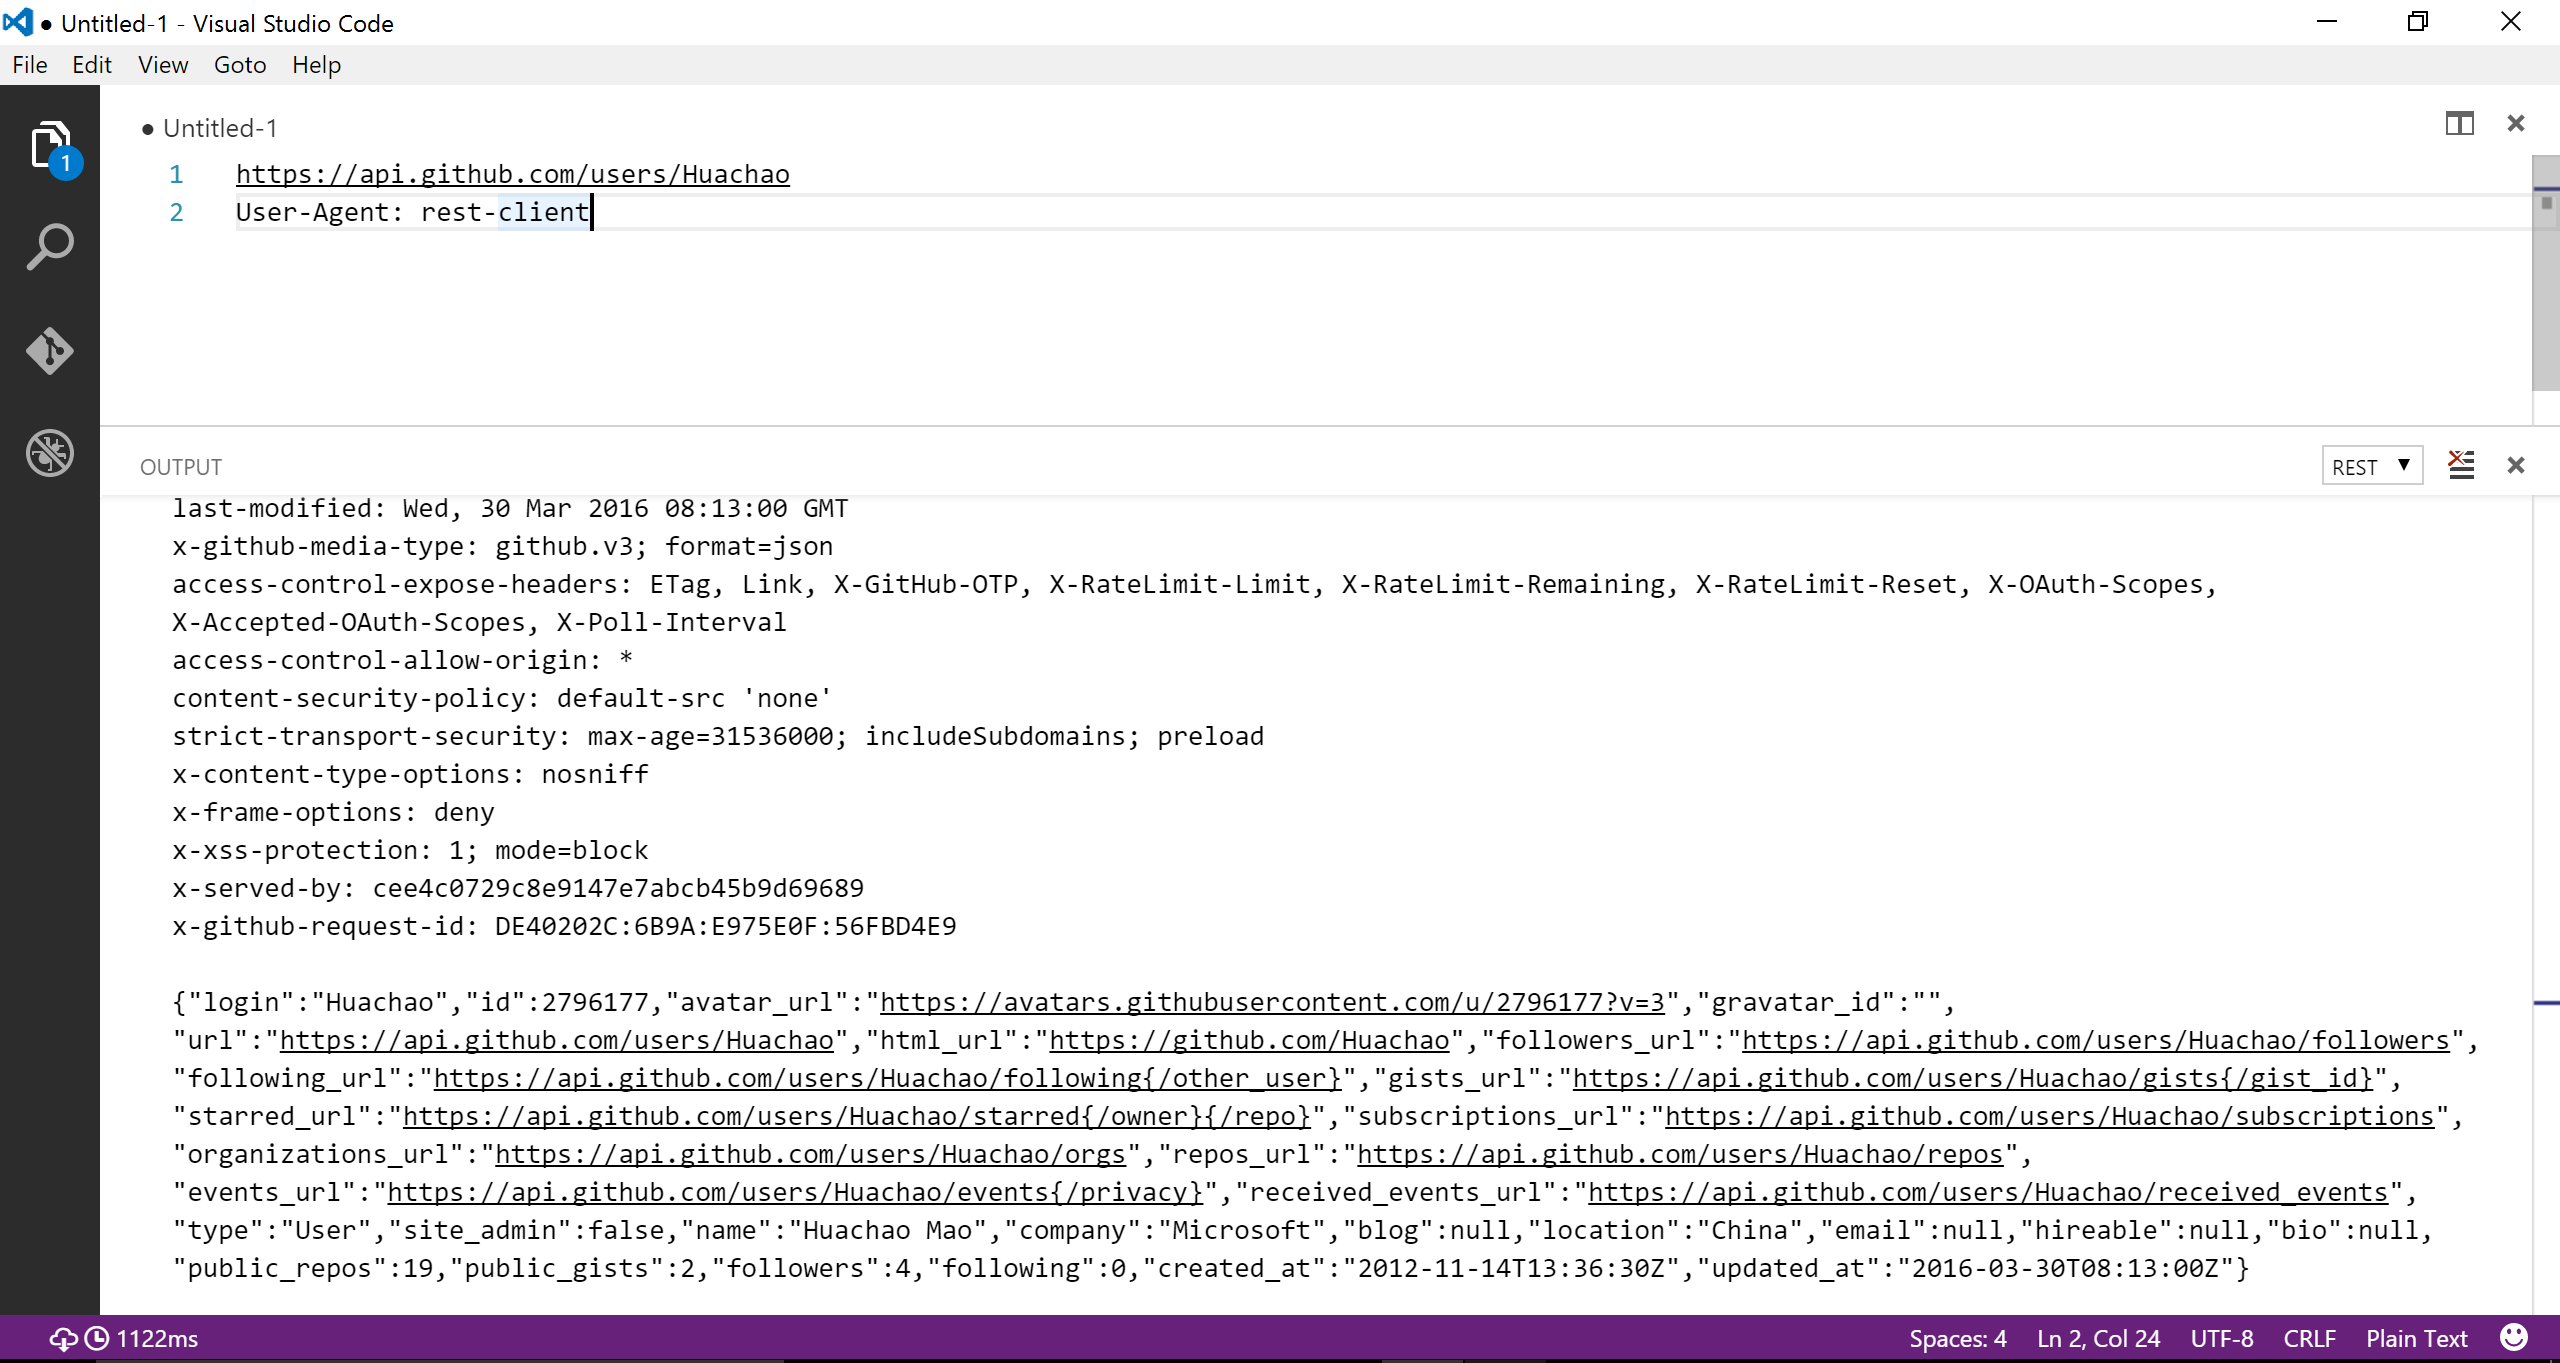 ● Untitled-1 - Visual Studio Code
File Edit View Goto Help
1
● Untitled-1
1 https://api.github.com/users/Huachao
2 User-Agent: rest-client
OUTPUT REST
last-modified: Wed, 30 Mar 2016 08:13:00 GMT
x-github-media-type: github.v3; format=json
access-control-expose-headers: ETag, Link, X-GitHub-OTP, X-RateLimit-Limit, X-RateLimit-Remaining, X-RateLimit-Reset, X-OAuth-Scopes,
X-Accepted-OAuth-Scopes, X-Poll-Interval
access-control-allow-origin: *
content-security-policy: default-src 'none'
strict-transport-security: max-age=31536000; includeSubdomains; preload
x-content-type-options: nosniff
x-frame-options: deny
x-xss-protection: 1; mode=block
x-served-by: cee4c0729c8e9147e7abcb45b9d69689
x-github-request-id: DE40202C:6B9A:E975E0F:56FBD4E9
{"login":"Huachao","id":2796177,"avatar_url":"https://avatars.githubusercontent.com/u/2796177?v=3","gravatar_id":"",
"url":"https://api.github.com/users/Huachao","html_url":"https://github.com/Huachao","followers_url":"https://api.github.com/users/Huachao/followers",
"following_url":"https://api.github.com/users/Huachao/following{/other_user}","gists_url":"https://api.github.com/users/Huachao/gists{/gist_id}",
"starred_url":"https://api.github.com/users/Huachao/starred{/owner}{/repo}","subscriptions_url":"https://api.github.com/users/Huachao/subscriptions",
"organizations_url":"https://api.github.com/users/Huachao/orgs","repos_url":"https://api.github.com/users/Huachao/repos",
"events_url":"https://api.github.com/users/Huachao/events{/privacy}","received_events_url":"https://api.github.com/users/Huachao/received_events",
"type":"User","site_admin":false,"name":"Huachao Mao","company":"Microsoft","blog":null,"location":"China","email":null,"hireable":null,"bio":null,
"public_repos":19,"public_gists":2,"followers":4,"following":0,"created_at":"2012-11-14T13:36:30Z","updated_at":"2016-03-30T08:13:00Z"}
1122ms Spaces: 4 Ln 2, Col 24 UTF-8 CRLF Plain Text